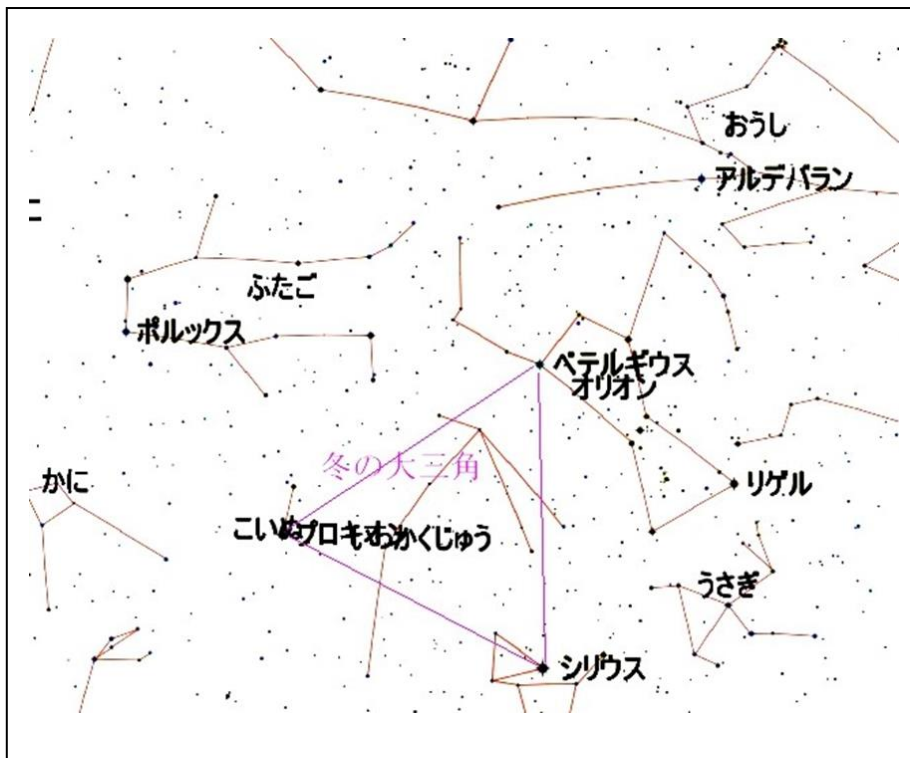 おうし
アルデバラン
ふたご
ポルックス
ベテルギウス
オリオン
冬の大三角
かに
リゲル
こいぬ
プロキオン
いっかくじゅう
うさぎ
シリウス